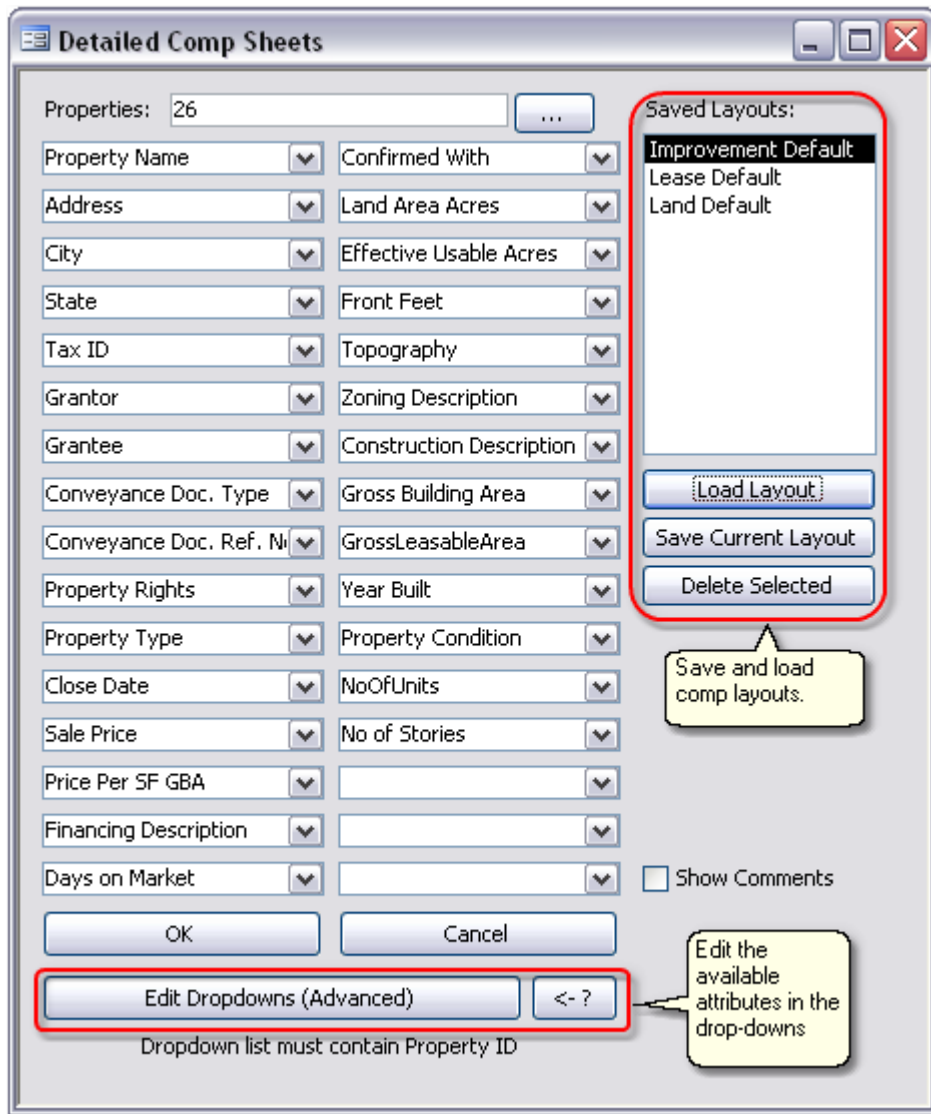 Detailed Comp Sheets
Properties: 26 ... Saved Layouts:
Property Name Confirmed With Improvement Default
Address Land Area Acres Lease Default
City Effective Usable Acres Land Default
State Front Feet
Tax ID Topography
Grantor Zoning Description
Grantee Construction Description
Conveyance Doc. Type Gross Building Area Load Layout
Conveyance Doc. Ref. N GrossLeasableArea Save Current Layout
Property Rights Year Built Delete Selected
Property Type Property Condition
Save and load
comp layouts.
Close Date NoOfUnits
Sale Price No of Stories
Price Per SF GBA
Financing Description
Days on Market Show Comments
OK Cancel
Edit Dropdowns (Advanced) <- ?
Edit the
available
attributes in the
drop-downs
Dropdown list must contain Property ID